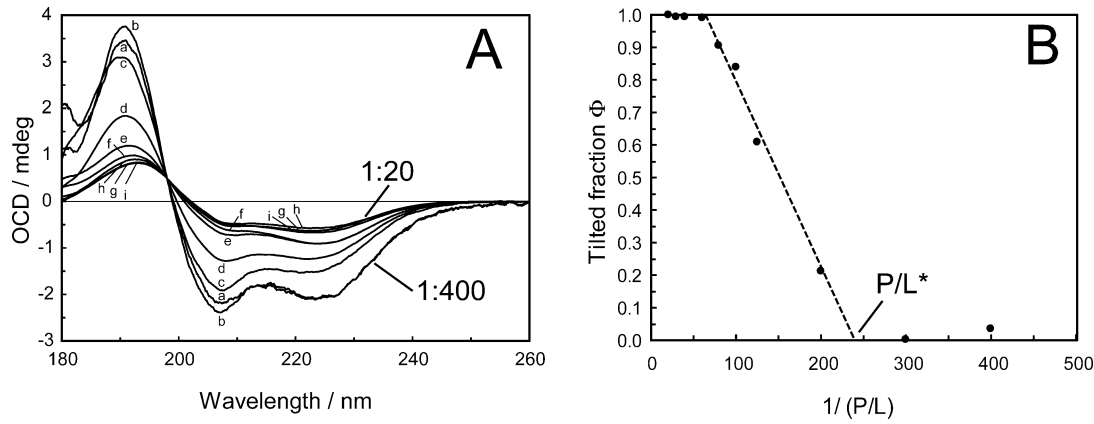 A
4
3
2
1
0
-1
-2
-3
OCD / mdeg
b
a
c
d
e
f
h g i
1:20
f
i g h
e
d
c
a
b
1:400
180 200 220 240 260
Wavelength / nm
B
1.0
0.9
0.8
0.7
0.6
0.5
0.4
0.3
0.2
0.1
0.0
Tilted fraction Φ
P/L*
0 100 200 300 400 500
1/ (P/L)